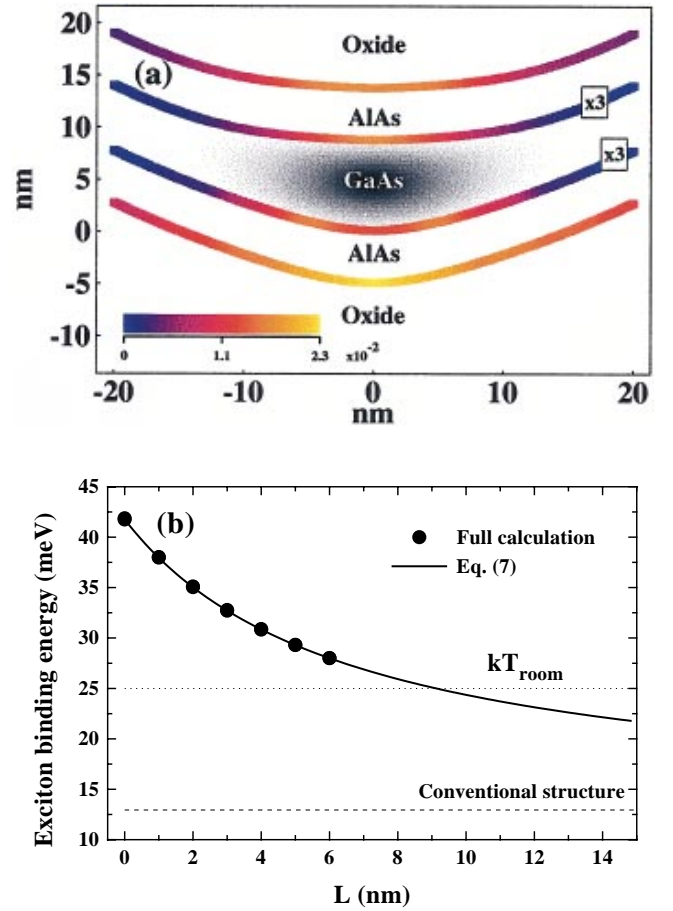 20
15
10
5
0
-5
-10
nm
(a)
Oxide
AlAs
x3
x3
GaAs
AlAs
Oxide
0 1.1 2.3 x10⁻²
-20 -10 0 10 20
nm
45
40
35
30
25
20
15
10
Exciton binding energy (meV)
(b)
Full calculation
Eq. (7)
kT_room
Conventional structure
0 2 4 6 8 10 12 14
L (nm)